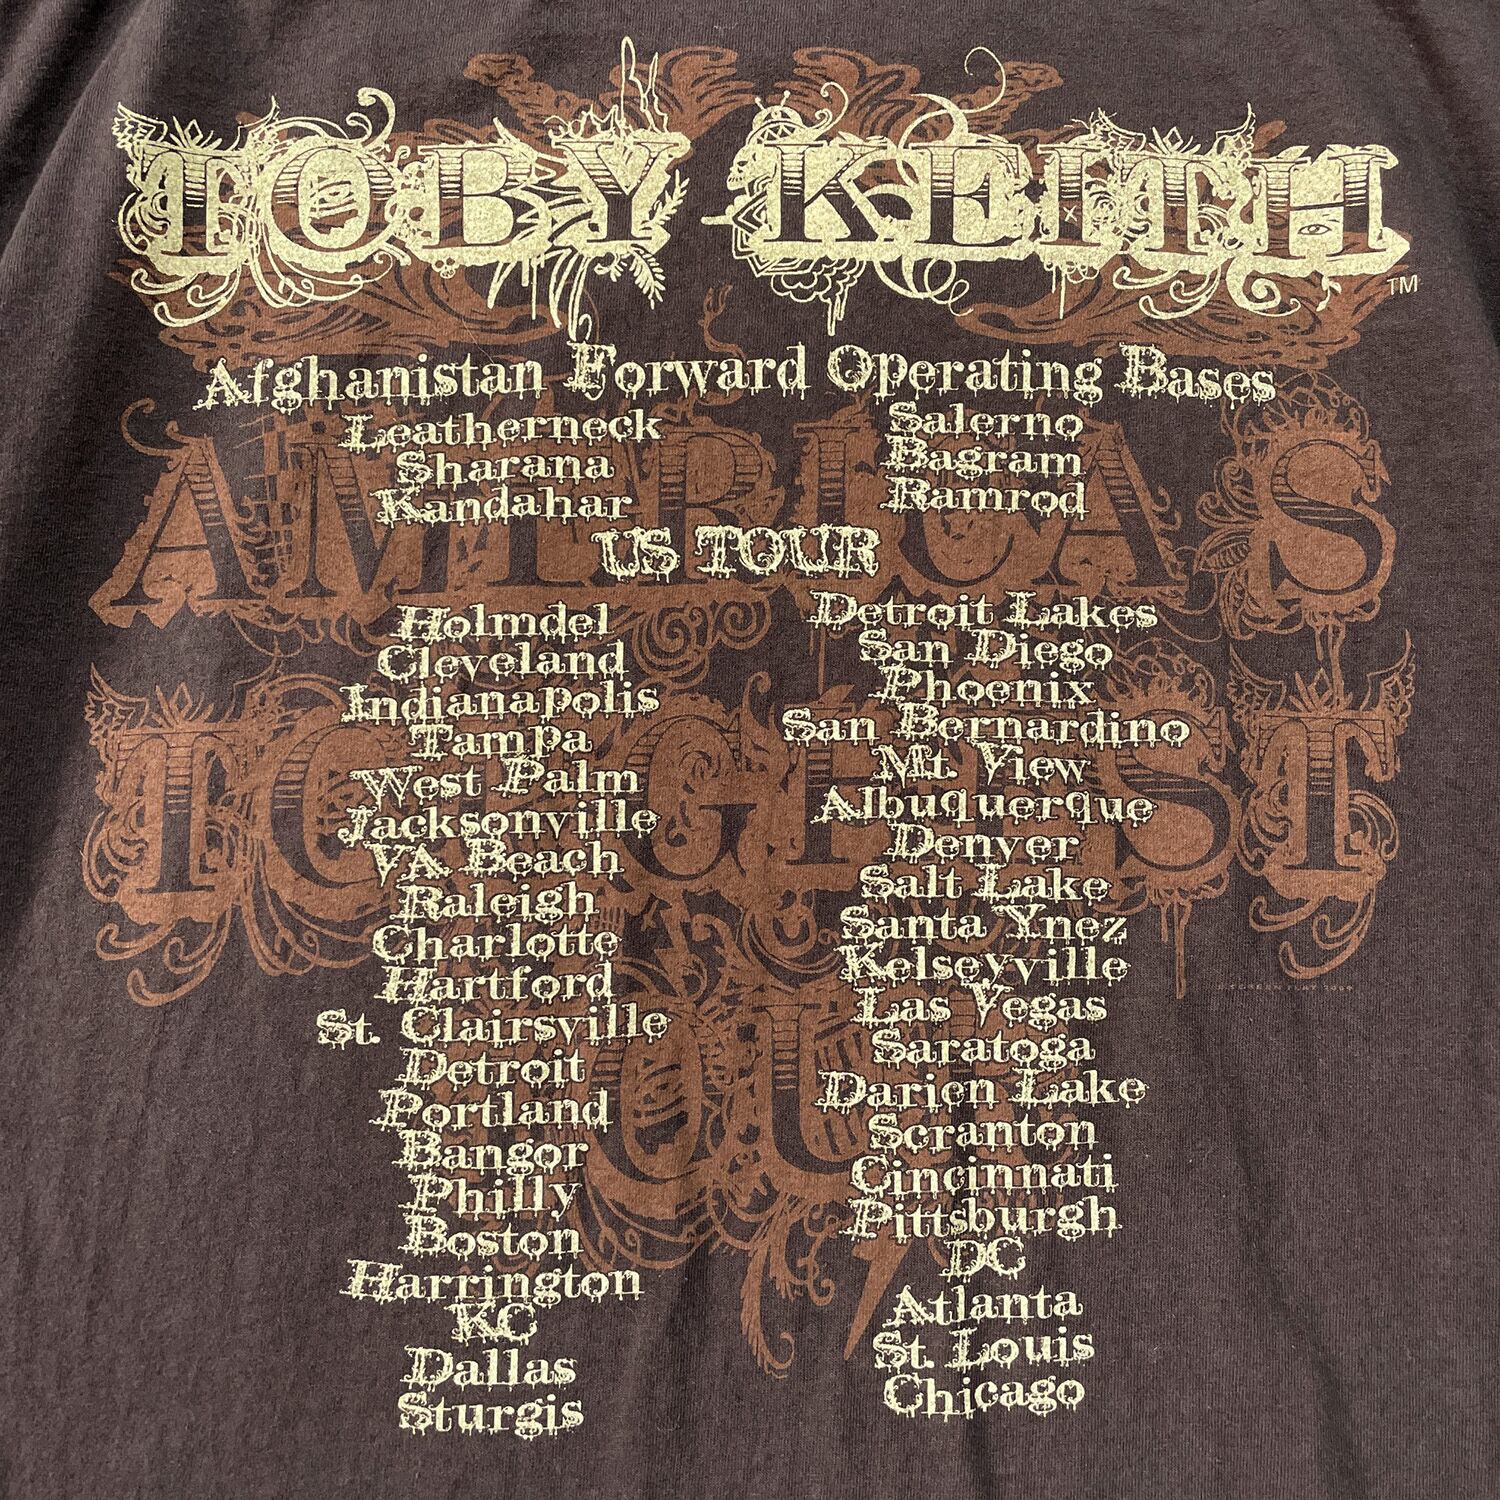 TOBY KEITH
TM
Afghanistan Forward Operating Bases
Leatherneck
Sharana
Kandahar
Salerno
Bagram
Ramrod
US TOUR
Holmdel
Cleveland
Indianapolis
Tampa
West Palm
Jacksonville
VA. Beach
Raleigh
Charlotte
Hartford
St. Clairsville
Detroit
Portland
Bangor
Philly
Boston
Harrington
KC
Dallas
Sturgis
Detroit Lakes
San Diego
Phoenix
San Bernardino
Mt. View
Albuquerque
Denver
Salt Lake
Santa Ynez
Kelseyville
Las Vegas
Saratoga
Darien Lake
Scranton
Cincinnati
Pittsburgh
DC
Atlanta
St. Louis
Chicago
AMERICA'S
TOUGHEST
TOUR